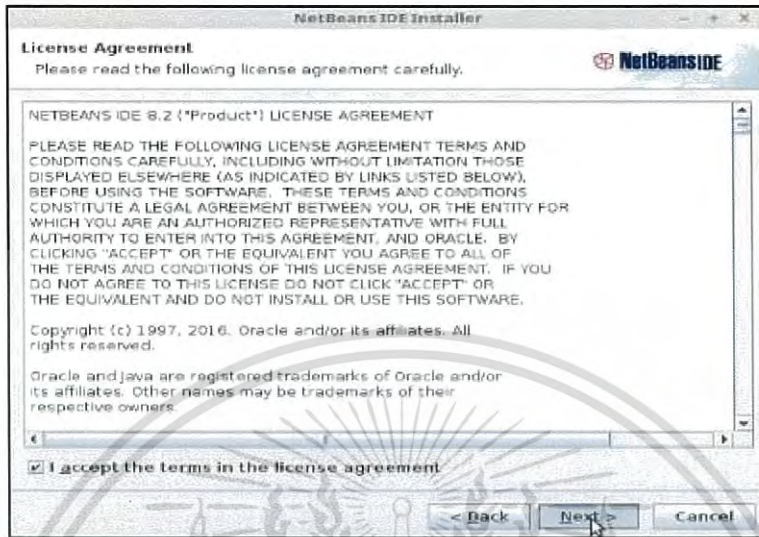 NetBeans IDE Installer
License Agreement
Please read the following license agreement carefully.
NetBeans IDE
NETBEANS IDE 8.2 ("Product") LICENSE AGREEMENT
PLEASE READ THE FOLLOWING LICENSE AGREEMENT TERMS AND
CONDITIONS CAREFULLY, INCLUDING WITHOUT LIMITATION THOSE
DISPLAYED ELSEWHERE (AS INDICATED BY LINKS LISTED BELOW),
BEFORE USING THE SOFTWARE. THESE TERMS AND CONDITIONS
CONSTITUTE A LEGAL AGREEMENT BETWEEN YOU, OR THE ENTITY FOR
WHICH YOU ARE AN AUTHORIZED REPRESENTATIVE WITH FULL
AUTHORITY TO ENTER INTO THIS AGREEMENT, AND ORACLE. BY
CLICKING "ACCEPT" OR THE EQUIVALENT YOU AGREE TO ALL OF
THE TERMS AND CONDITIONS OF THIS LICENSE AGREEMENT. IF YOU
DO NOT AGREE TO THIS LICENSE DO NOT CLICK "ACCEPT" OR
THE EQUIVALENT AND DO NOT INSTALL OR USE THIS SOFTWARE.
Copyright (c) 1997, 2016. Oracle and/or its affiliates. All
rights reserved.
Oracle and Java are registered trademarks of Oracle and/or
its affiliates. Other names may be trademarks of their
respective owners.
I accept the terms in the license agreement
< Back
Next >
Cancel